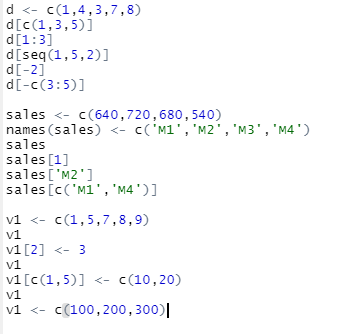 d <- c(1,4,3,7,8)
d[c(1,3,5)]
d[1:3]
d[seq(1,5,2)]
d[-2]
d[-c(3:5)]
sales <- c(640,720,680,540)
names(sales) <- c('M1','M2','M3','M4')
sales
sales[1]
sales['M2']
sales[c('M1','M4')]
v1 <- c(1,5,7,8,9)
v1
v1[2] <- 3
v1
v1[c(1,5)] <- c(10,20)
v1
v1 <- c(100,200,300)